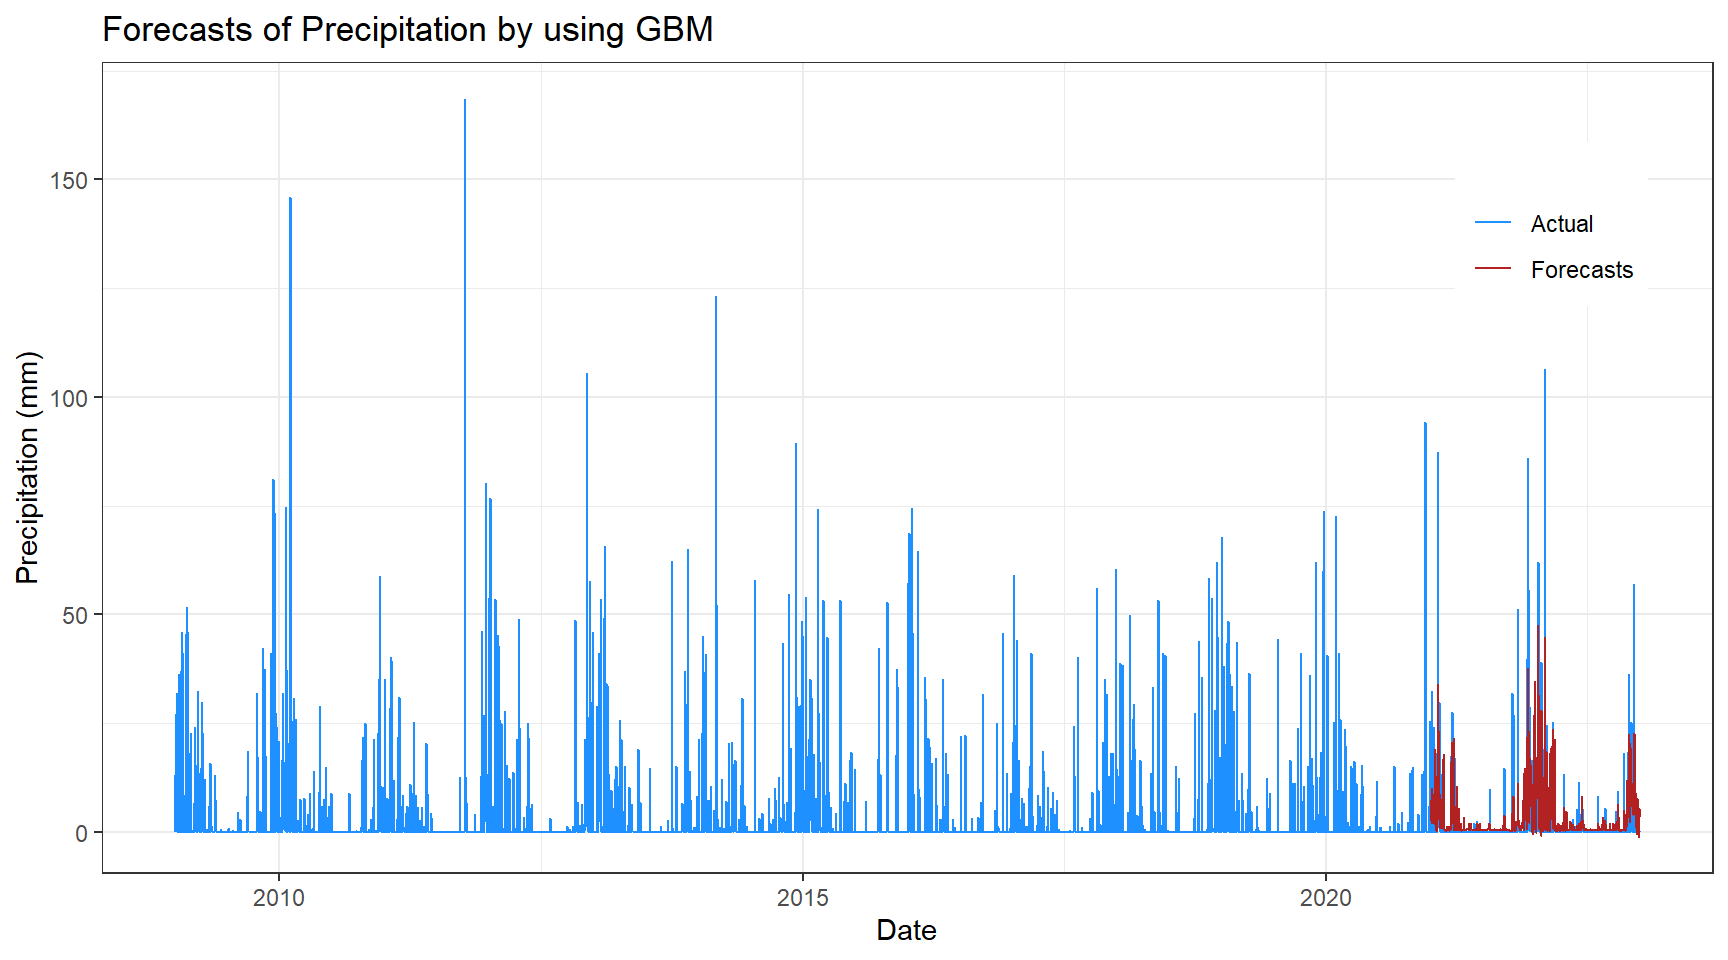 Forecasts of Precipitation by using GBM
Precipitation (mm)
150
100
50
0
Actual
Forecasts
2010
2015
2020
Date